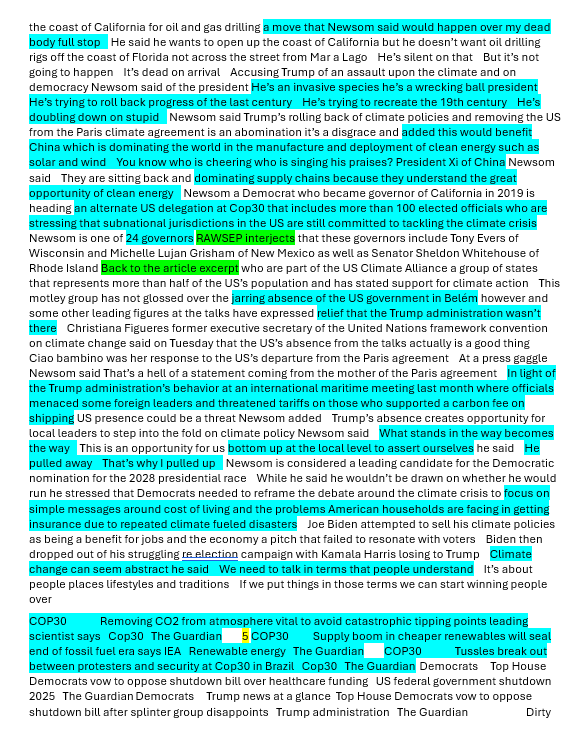 the coast of California for oil and gas drilling a move that Newsom said would happen over my dead
body full stop He said he wants to open up the coast of California but he doesn't want oil drilling
rigs off the coast of Florida not across the street from Mar a Lago He's silent on that But it's not
going to happen It's dead on arrival Accusing Trump of an assault upon the climate and on
democracy Newsom said of the president He's an invasive species he's a wrecking ball president
He's trying to roll back progress of the last century He's trying to recreate the 19th century He's
doubling down on stupid Newsom said Trump's rolling back of climate policies and removing the US
from the Paris climate agreement is an abomination it's a disgrace and added this would benefit
China which is dominating the world in the manufacture and deployment of clean energy such as
solar and wind You know who is cheering who is singing his praises? President Xi of China Newsom
said They are sitting back and dominating supply chains because they understand the great
opportunity of clean energy Newsom a Democrat who became governor of California in 2019 is
heading an alternate US delegation at Cop30 that includes more than 100 elected officials who are
stressing that subnational jurisdictions in the US are still committed to tackling the climate crisis
Newsom is one of 24 governors RAWSEP interjects that these governors include Tony Evers of
Wisconsin and Michelle Lujan Grisham of New Mexico as well as Senator Sheldon Whitehouse of
Rhode Island Back to the article excerpt who are part of the US Climate Alliance a group of states
that represents more than half of the US's population and has stated support for climate action This
motley group has not glossed over the jarring absence of the US government in Belém however and
some other leading figures at the talks have expressed relief that the Trump administration wasn't
there Christiana Figueres former executive secretary of the United Nations framework convention
on climate change said on Tuesday that the US's absence from the talks actually is a good thing
Ciao bambino was her response to the US's departure from the Paris agreement At a press gaggle
Newsom said That's a hell of a statement coming from the mother of the Paris agreement In light of
the Trump administration's behavior at an international maritime meeting last month where officials
menaced some foreign leaders and threatened tariffs on those who supported a carbon fee on
shipping US presence could be a threat Newsom added Trump's absence creates opportunity for
local leaders to step into the fold on climate policy Newsom said What stands in the way becomes
the way This is an opportunity for us bottom up at the local level to assert ourselves he said He
pulled away That's why I pulled up Newsom is considered a leading candidate for the Democratic
nomination for the 2028 presidential race While he said he wouldn't be drawn on whether he would
run he stressed that Democrats needed to reframe the debate around the climate crisis to focus on
simple messages around cost of living and the problems American households are facing in getting
insurance due to repeated climate fueled disasters Joe Biden attempted to sell his climate policies
as being a benefit for jobs and the economy a pitch that failed to resonate with voters Biden then
dropped out of his struggling re election campaign with Kamala Harris losing to Trump Climate
change can seem abstract he said We need to talk in terms that people understand It's about
people places lifestyles and traditions If we put things in those terms we can start winning people
over
COP30 Removing CO2 from atmosphere vital to avoid catastrophic tipping points leading
scientist says Cop30 The Guardian 5 COP30 Supply boom in cheaper renewables will seal
end of fossil fuel era says IEA Renewable energy The Guardian COP30 Tussles break out
between protesters and security at Cop30 in Brazil Cop30 The Guardian Democrats Top House
Democrats vow to oppose shutdown bill over healthcare funding US federal government shutdown
2025 The Guardian Democrats Trump news at a glance Top House Democrats vow to oppose
shutdown bill after splinter group disappoints Trump administration The Guardian Dirty